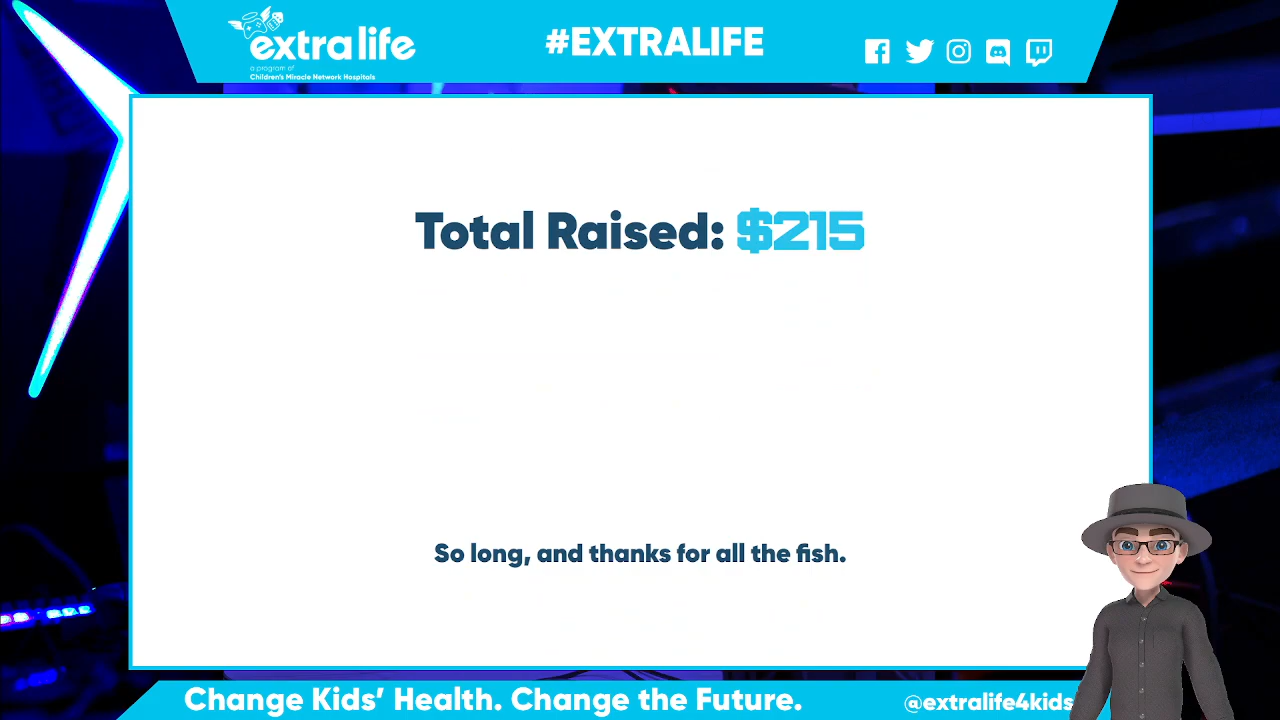 extra life
a program of
Children's Miracle Network Hospitals
#EXTRALIFE
Total Raised: $215
So long, and thanks for all the fish.
Change Kids' Health. Change the Future.
@extralife4kids